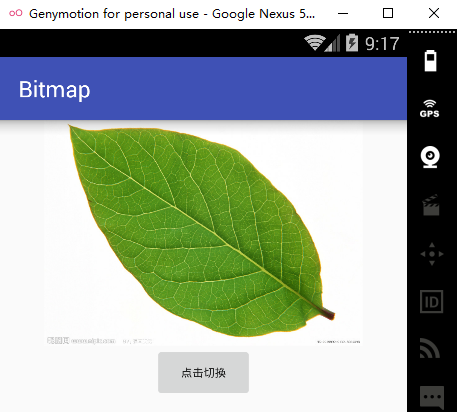 Genymotion for personal use - Google Nexus 5...
9:17
Bitmap
GPS
ID
点击切换